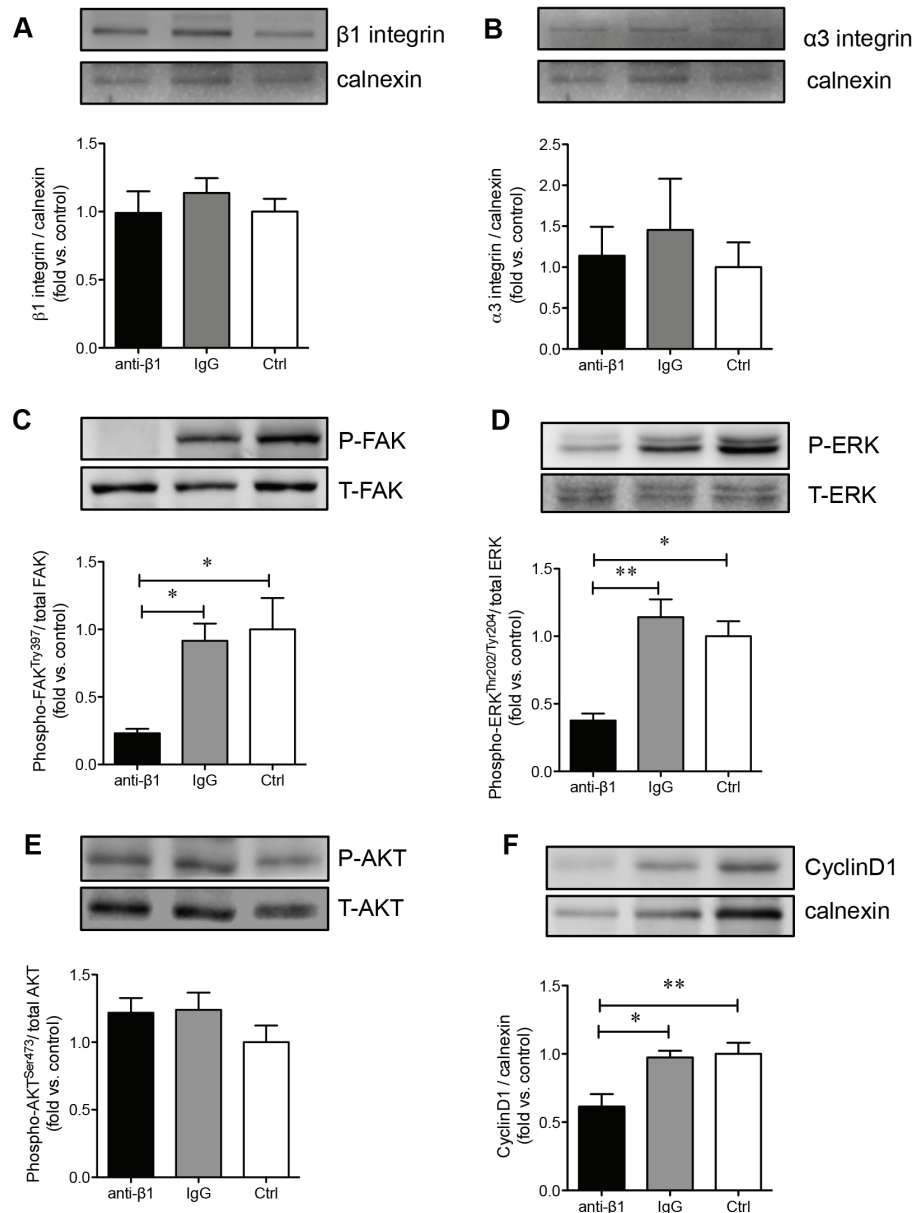 A
β1 integrin
calnexin
1.5
1.0
0.5
0.0
β1 integrin / calnexin
(fold vs. control)
anti-β1 IgG Ctrl
B
α3 integrin
calnexin
2.5
2.0
1.5
1.0
0.5
0.0
α3 integrin / calnexin
(fold vs. control)
anti-β1 IgG Ctrl
C
P-FAK
T-FAK
1.5
1.0
0.5
0.0
Phospho-FAKTry397/ total FAK)
(fold vs. control)
*
*
anti-β1 IgG Ctrl
D
P-ERK
T-ERK
1.5
1.0
0.5
0.0
Phospho-ERKThr202/Tyr204/ total ERK
(fold vs. control)
*
**
anti-β1 IgG Ctrl
E
P-AKT
T-AKT
1.5
1.0
0.5
0.0
Phospho-AKTSer473/ total AKT
(fold vs. control)
anti-β1 IgG Ctrl
F
CyclinD1
calnexin
1.5
1.0
0.5
0.0
CyclinD1 / calnexin
(fold vs. control)
**
*
anti-β1 IgG Ctrl